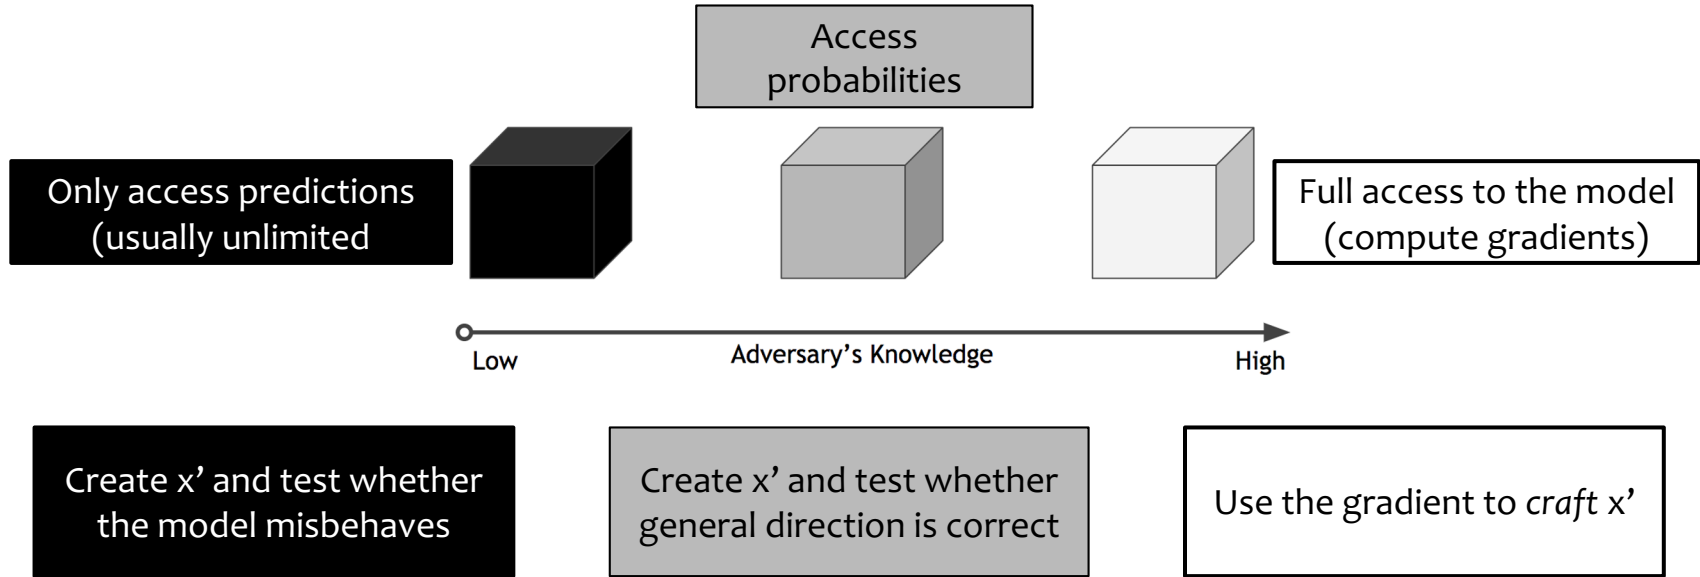 Access
probabilities
Only access predictions
(usually unlimited
Full access to the model
(compute gradients)
Low
Adversary's Knowledge
High
Create x’ and test whether
the model misbehaves
Create x’ and test whether
general direction is correct
Use the gradient to craft x’